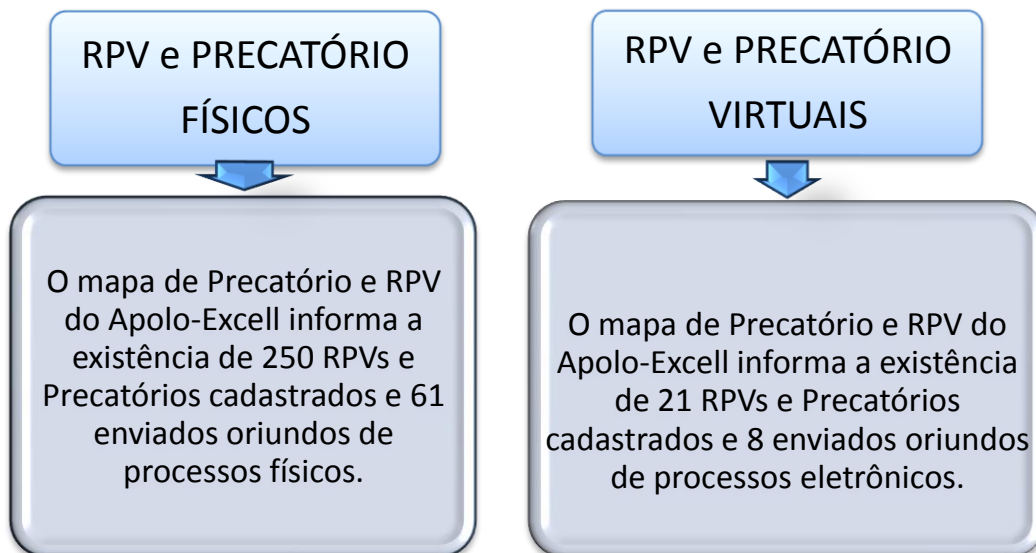 RPV e PRECATÓRIO
FÍSICOS
O mapa de Precatório e RPV
do Apolo-Excell informa a
existência de 250 RPVs e
Precatórios cadastrados e 61
enviados oriundos de
processos físicos.
RPV e PRECATÓRIO
VIRTUAIS
O mapa de Precatório e RPV do
Apolo-Excell informa a existência
de 21 RPVs e Precatórios
cadastrados e 8 enviados oriundos
de processos eletrônicos.